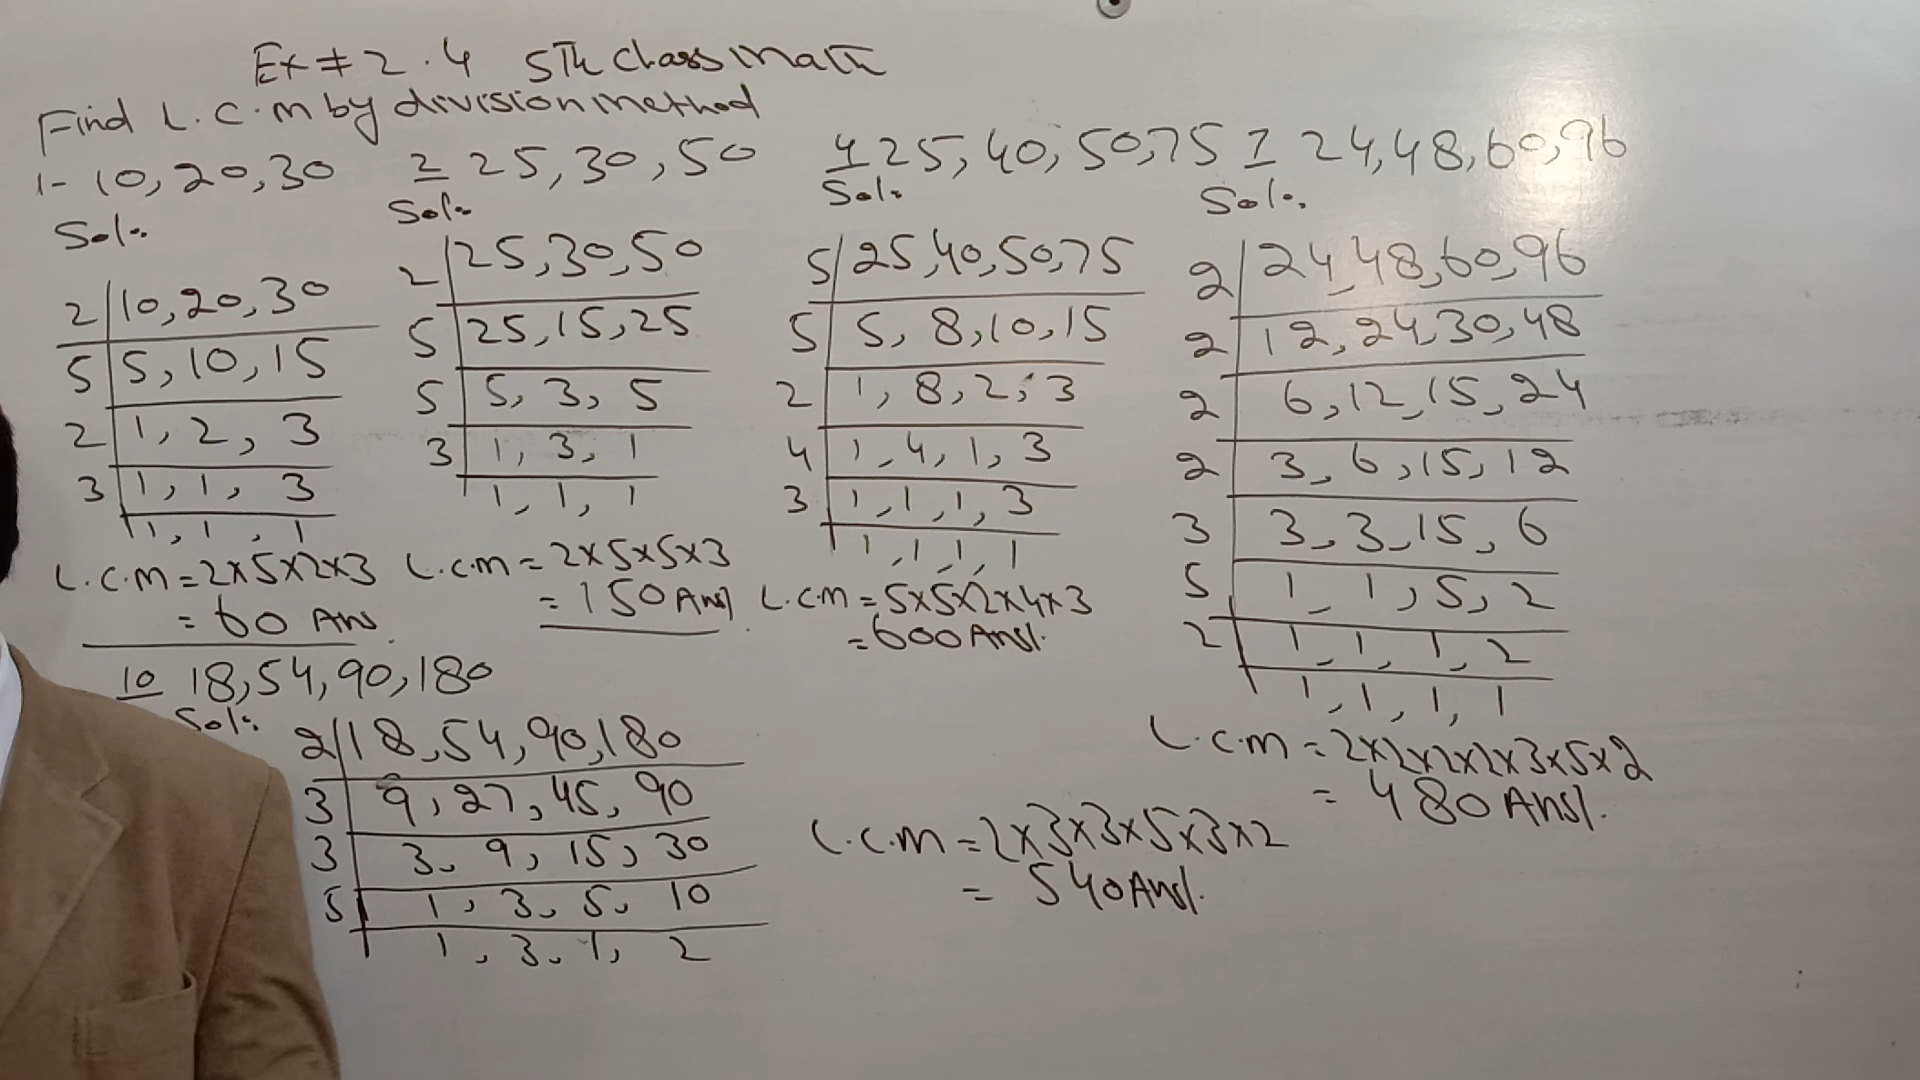 Ex # 2.4 5th class math
Find L.C.m by division method
1- 10,20,30
Sol:
2|10,20,30
5|5,10,15
2|1,2,3
3|1,1,3
1,1,1
L.C.M=2x5x2x3
=60 Ans
2 25,30,50
Sol:
2|25,30,50
5|25,15,25
5|5,3,5
3|1,3,1
1,1,1
L.C.M=2x5x5x3
=150 Ans
4 25,40,50,75
Sol:
5|25,40,50,75
5|5,8,10,15
2|1,8,2,3
4|1,4,1,3
3|1,1,1,3
1,1,1,1
L.C.M=5x5x2x4x3
=600 Ans.
7 24,48,60,96
Sol:
2|24,48,60,96
2|12,24,30,48
2|6,12,15,24
2|3,6,15,12
3|3,3,15,6
5|1,1,5,2
2|1,1,1,2
1,1,1,1
L.C.M=2x2x2x2x3x5x2
=480 Ans.
10 18,54,90,180
Sol:
2|18,54,90,180
3|9,27,45,90
3|3,9,15,30
5|1,3,5,10
1,3,1,2
L.C.M=2x3x3x5x3x2
=540 Ans.